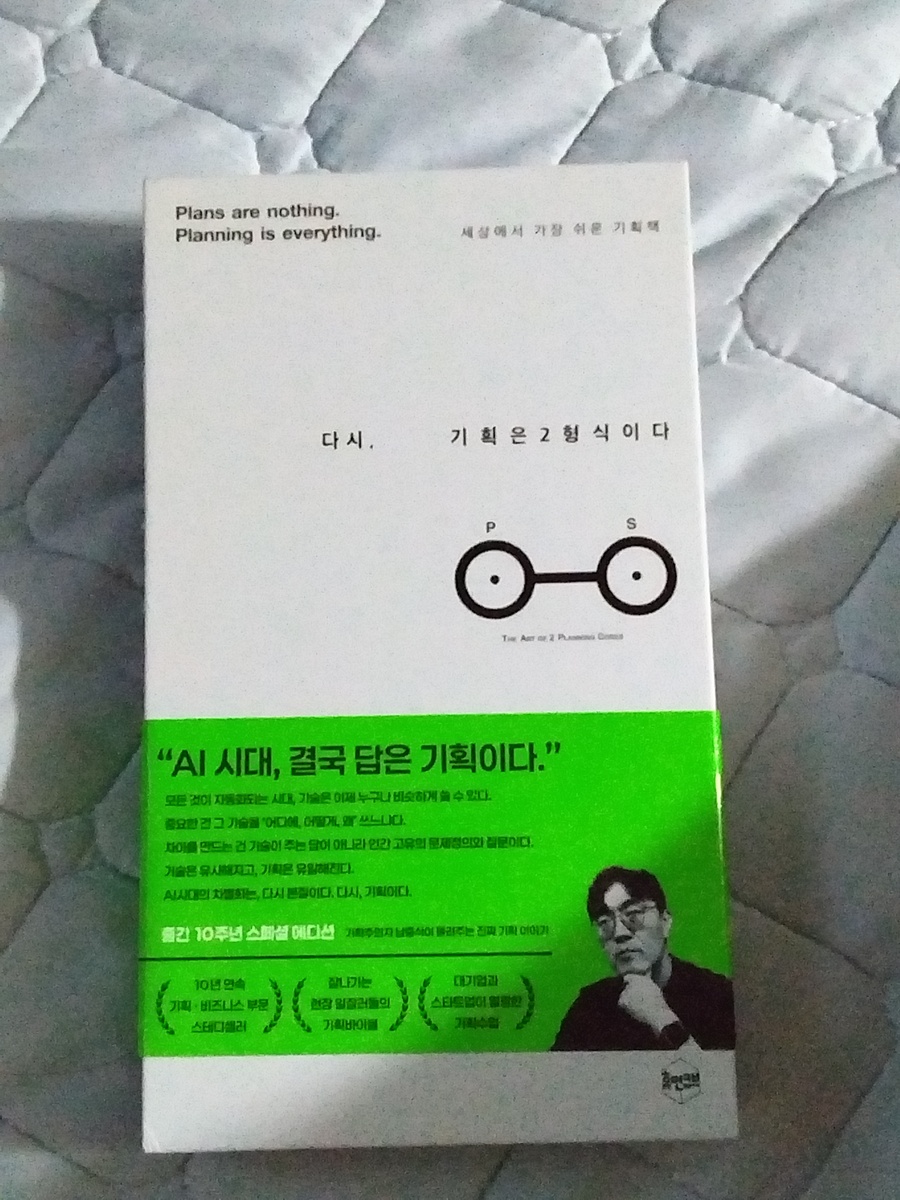 Plans are nothing.
Planning is everything.
세상에서 가장 쉬운 기획책
다시, 기획은 2형식이다
P S
The Art of 2 Planning Codes
“AI 시대, 결국 답은 기획이다.”
모든 것이 자동화되는 시대, 기술은 이제 누구나 비슷하게 쓸 수 있다.
중요한 건 그 기술을 ‘어디에, 어떻게, 왜’ 쓰느냐다.
차이를 만드는 건 기술이 주는 답이 아니라 인간 고유의 문제정의와 질문이다.
기술은 유사해지고, 기획은 유일해진다.
AI시대의 차별화는, 다시 본질이다. 다시, 기획이다.
출간 10주년 스페셜 에디션 기획주의자 남충식이 들려주는 진짜 기획 이야기
10년 연속
기획·비즈니스 부문
스테디셀러
잘나가는
현장 일잘러들의
기획바이블
대기업과
스타트업이 열광한
기획수업